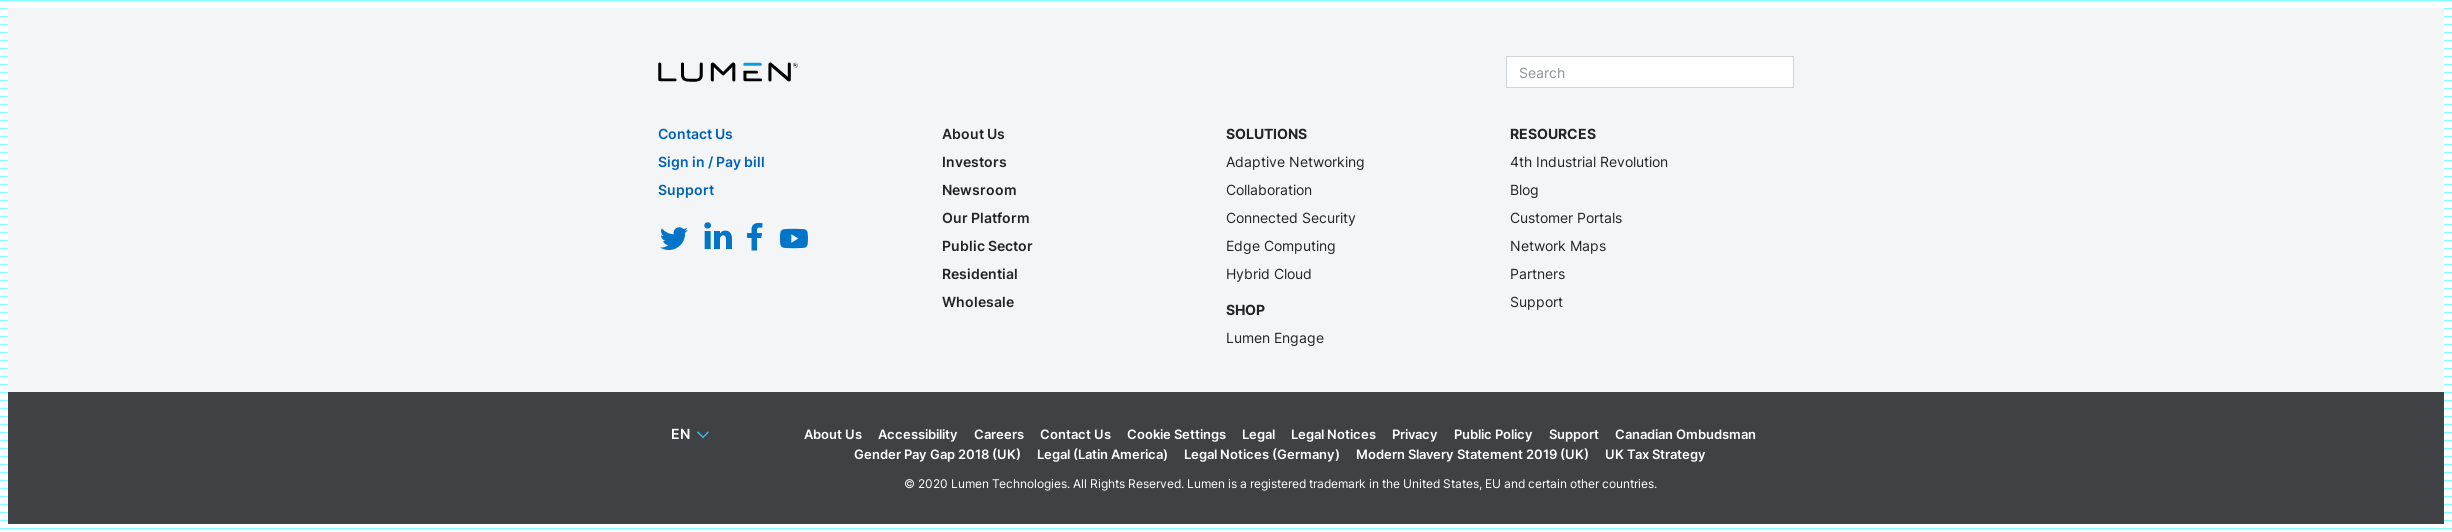 LUMEN®
Search
Contact Us
Sign in / Pay bill
Support
About Us
Investors
Newsroom
Our Platform
Public Sector
Residential
Wholesale
SOLUTIONS
Adaptive Networking
Collaboration
Connected Security
Edge Computing
Hybrid Cloud
SHOP
Lumen Engage
RESOURCES
4th Industrial Revolution
Blog
Customer Portals
Network Maps
Partners
Support
EN
About Us Accessibility Careers Contact Us Cookie Settings Legal Legal Notices Privacy Public Policy Support Canadian Ombudsman
Gender Pay Gap 2018 (UK) Legal (Latin America) Legal Notices (Germany) Modern Slavery Statement 2019 (UK) UK Tax Strategy
© 2020 Lumen Technologies. All Rights Reserved. Lumen is a registered trademark in the United States, EU and certain other countries.